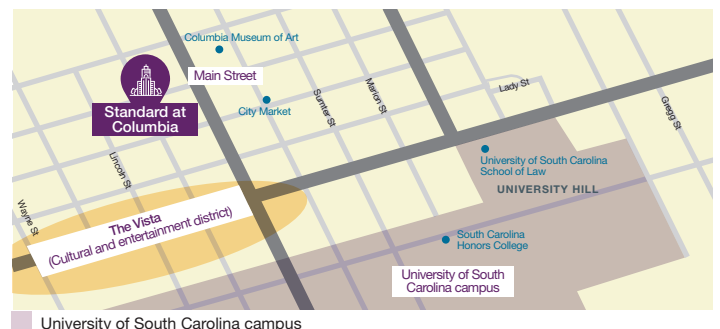 Columbia Museum of Art
Main Street
Standard at
Columbia
City Market
Sumter St
Marion St
Lady St
Gregg St
Lincoln St
Wayne St
University of South Carolina
School of Law
UNIVERSITY HILL
The Vista
(Cultural and entertainment district)
South Carolina
Honors College
University of South
Carolina campus
University of South Carolina campus